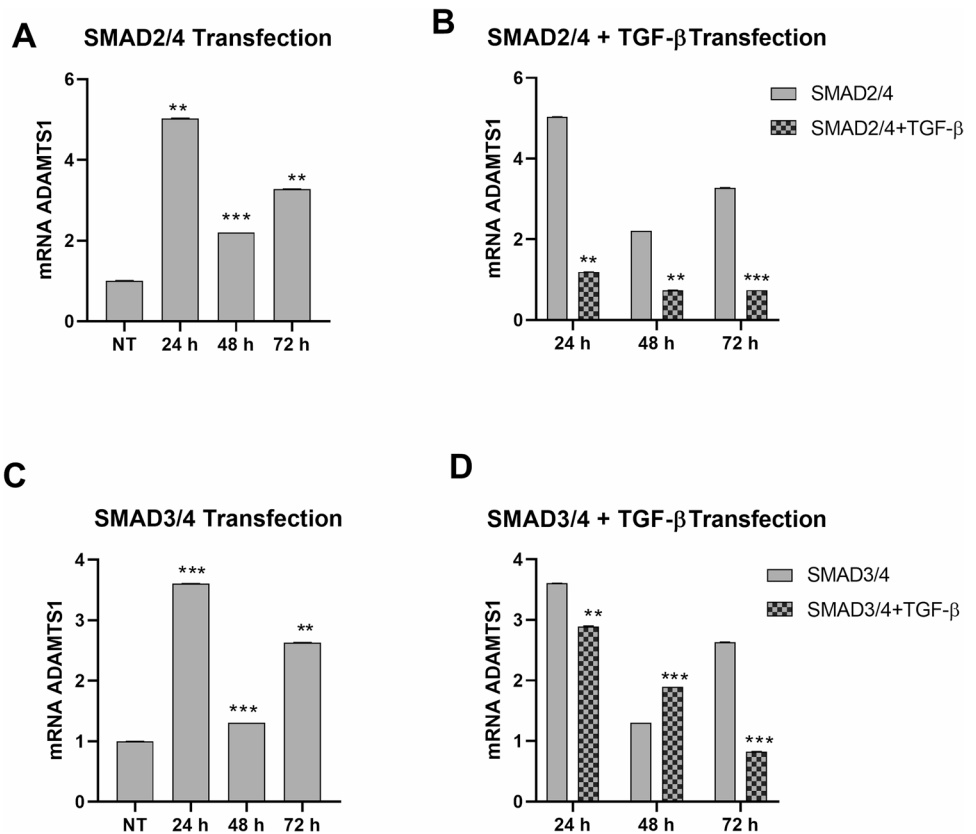 A
SMAD2/4 Transfection
mRNA ADAMTS1
6
4
2
0
**
***
**
NT
24 h
48 h
72 h
B
SMAD2/4 + TGF-βTransfection
mRNA ADAMTS1
6
4
2
0
SMAD2/4
SMAD2/4+TGF-β
**
**
***
24 h
48 h
72 h
C
SMAD3/4 Transfection
mRNA ADAMTS1
4
3
2
1
0
***
***
**
NT
24 h
48 h
72 h
D
SMAD3/4 + TGF-βTransfection
mRNA ADAMTS1
4
3
2
1
0
SMAD3/4
SMAD3/4+TGF-β
**
***
***
24 h
48 h
72 h